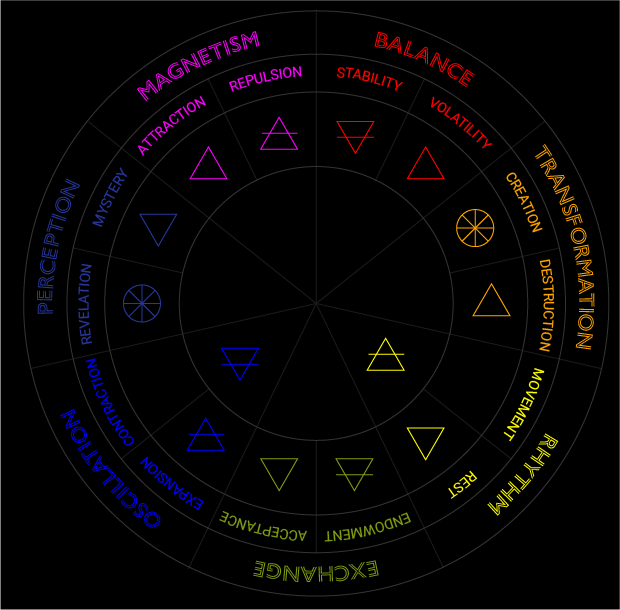 BALANCE
STABILITY
VOLATILITY
TRANSFORMATION
CREATION
DESTRUCTION
RHYTHM
MOVEMENT
REST
EXCHANGE
ENDOWMENT
ACCEPTANCE
OSCILLATION
EXPANSION
CONTRACTION
PERCEPTION
REVELATION
MYSTERY
MAGNETISM
ATTRACTION
REPULSION